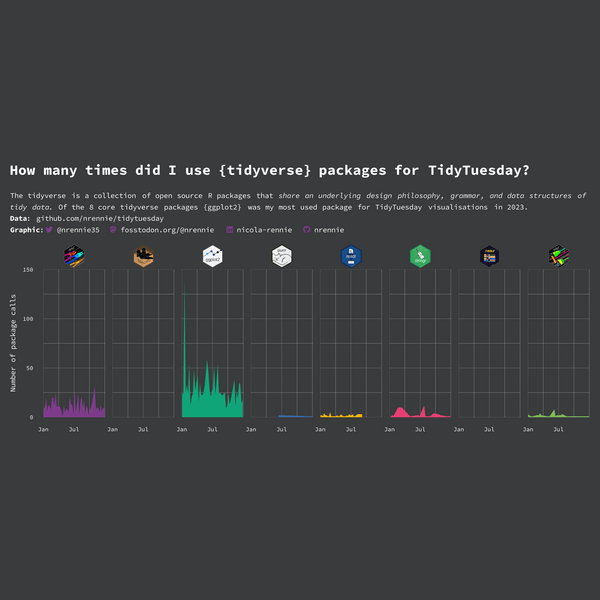 How many times did I use {tidyverse} packages for TidyTuesday?
The tidyverse is a collection of open source R packages that share an underlying design philosophy, grammar, and data structures of
tidy data. Of the 8 core tidyverse packages {ggplot2} was my most used package for TidyTuesday visualisations in 2023.
Data: github.com/nrennie/tidytuesday
Graphic: @nrennie35 fosstodon.org/@nrennie nicola-rennie nrennie
ggplot2 purrr readr stringr
Number of package calls
150
100
50
0
Jan Jul Jan Jul Jan Jul Jan Jul Jan Jul Jan Jul Jan Jul Jan Jul